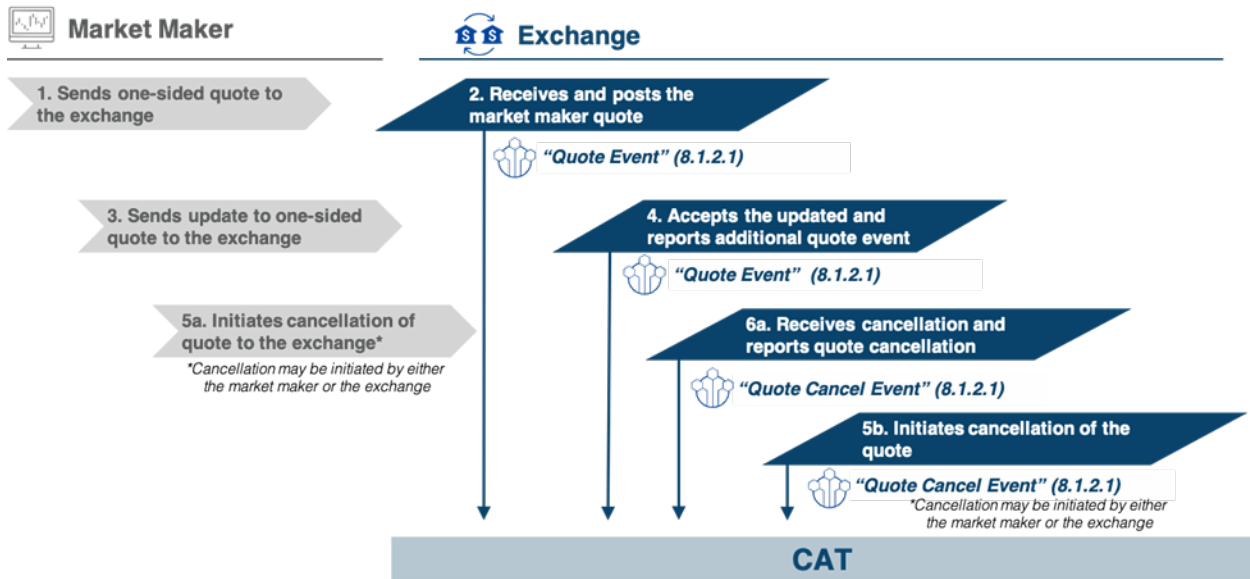 Market Maker
Exchange
1. Sends one-sided quote to
the exchange
2. Receives and posts the
market maker quote
“Quote Event” (8.1.2.1)
3. Sends update to one-sided
quote to the exchange
4. Accepts the updated and
reports additional quote event
“Quote Event” (8.1.2.1)
5a. Initiates cancellation of
quote to the exchange*
*Cancellation may be initiated by either
the market maker or the exchange
6a. Receives cancellation and
reports quote cancellation
“Quote Cancel Event” (8.1.2.1)
5b. Initiates cancellation of the
quote
“Quote Cancel Event” (8.1.2.1)
*Cancellation may be initiated by either
the market maker or the exchange
CAT